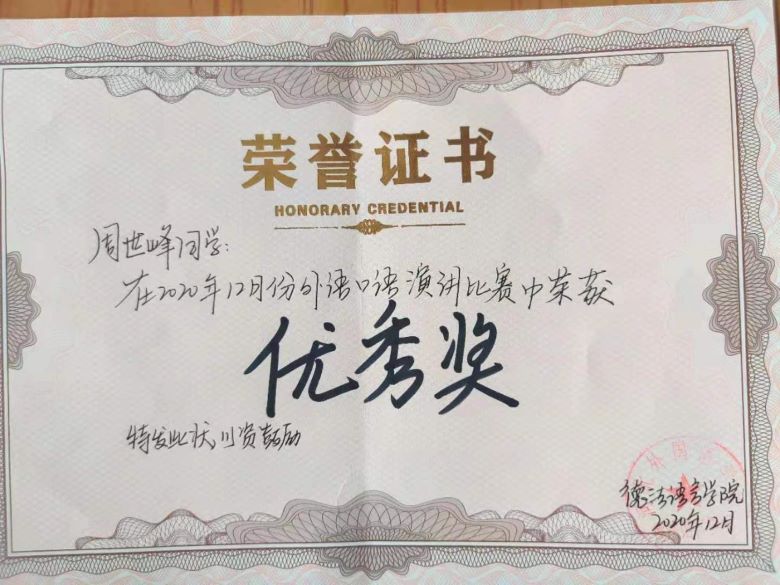 荣誉证书
HONORARY CREDENTIAL
周世峰同学:
在2020年12月份外语口语演讲比赛中荣获
优秀奖
特发此状,以资鼓励
德法语言学院
2020年12月